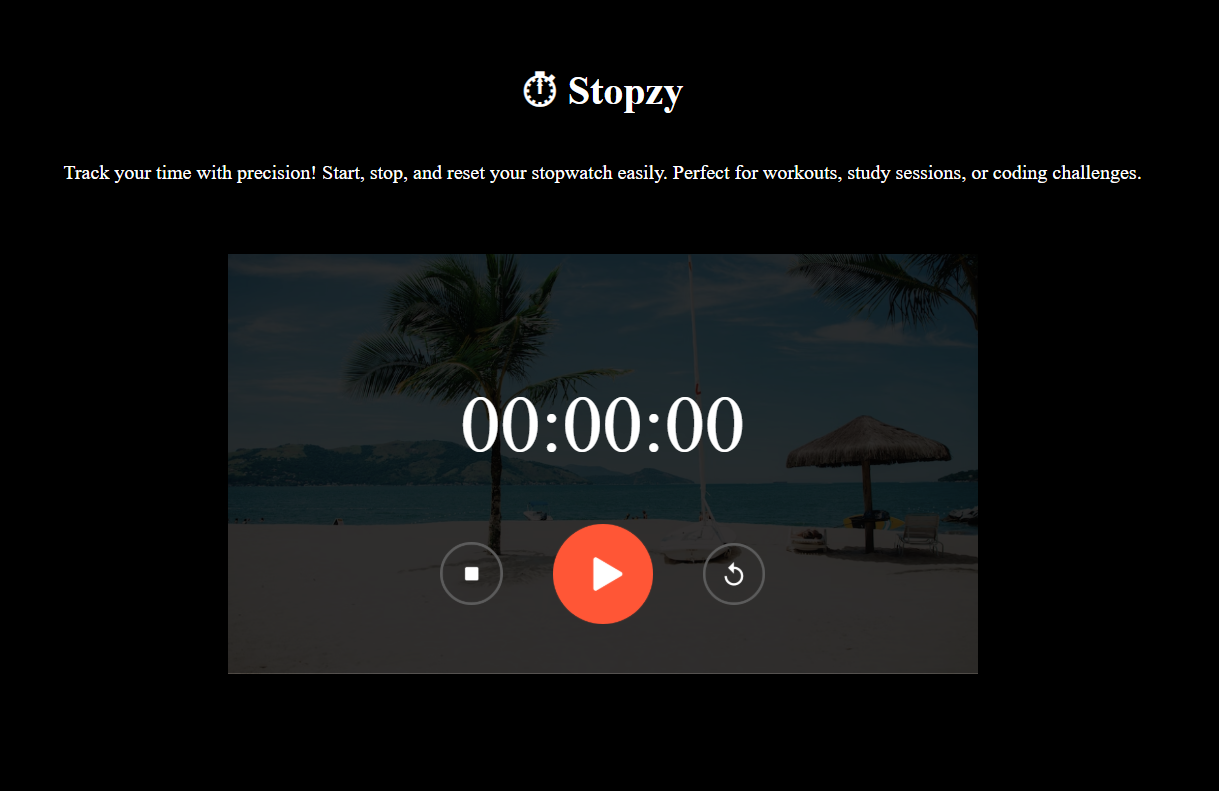 ⏱ Stopzy
Track your time with precision! Start, stop, and reset your stopwatch easily. Perfect for workouts, study sessions, or coding challenges.
00:00:00